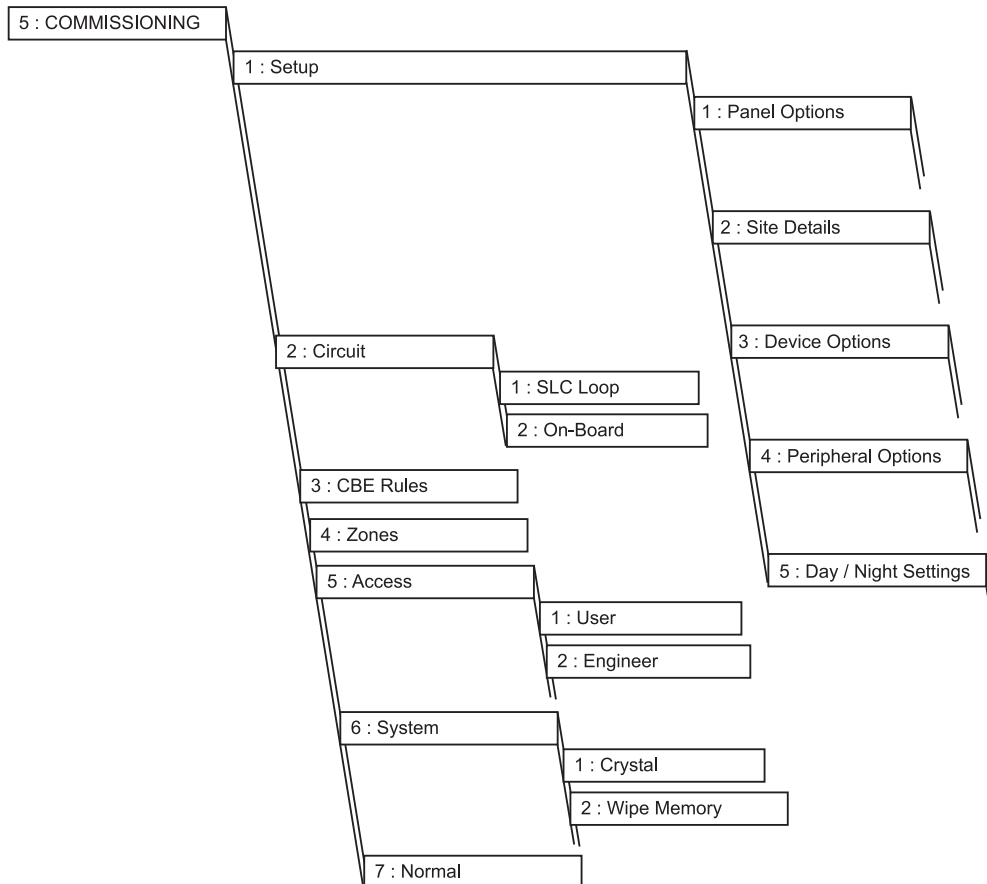 5 : COMMISSIONING
1 : Setup
1 : Panel Options
2 : Site Details
3 : Device Options
4 : Peripheral Options
5 : Day / Night Settings
2 : Circuit
1 : SLC Loop
2 : On-Board
3 : CBE Rules
4 : Zones
5 : Access
1 : User
2 : Engineer
6 : System
1 : Crystal
2 : Wipe Memory
7 : Normal